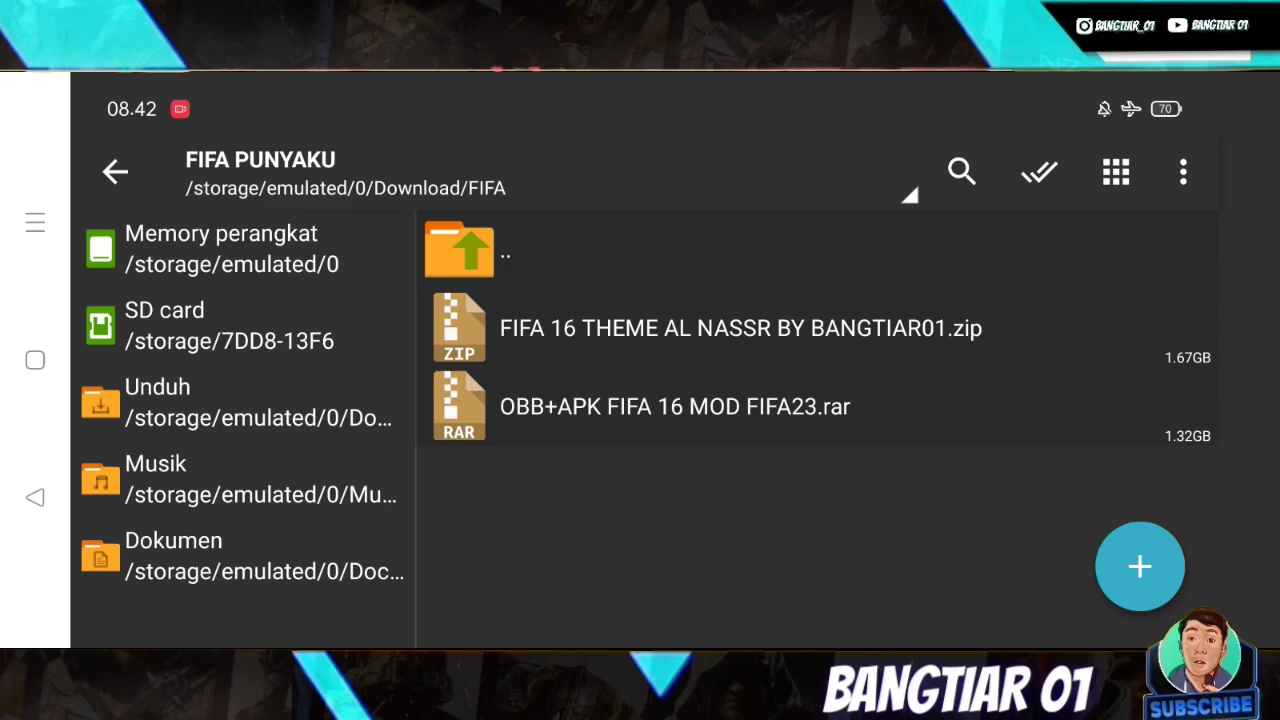 BANGTIAR_01 BANGTIAR 01
08.42
70
FIFA PUNYAKU
/storage/emulated/0/Download/FIFA
Memory perangkat
/storage/emulated/0
SD card
/storage/7DD8-13F6
Unduh
/storage/emulated/0/Do...
Musik
/storage/emulated/0/Mu...
Dokumen
/storage/emulated/0/Doc...
..
FIFA 16 THEME AL NASSR BY BANGTIAR01.zip
ZIP
1.67GB
OBB+APK FIFA 16 MOD FIFA23.rar
RAR
1.32GB
BANGTIAR 01
SUBSCRIBE